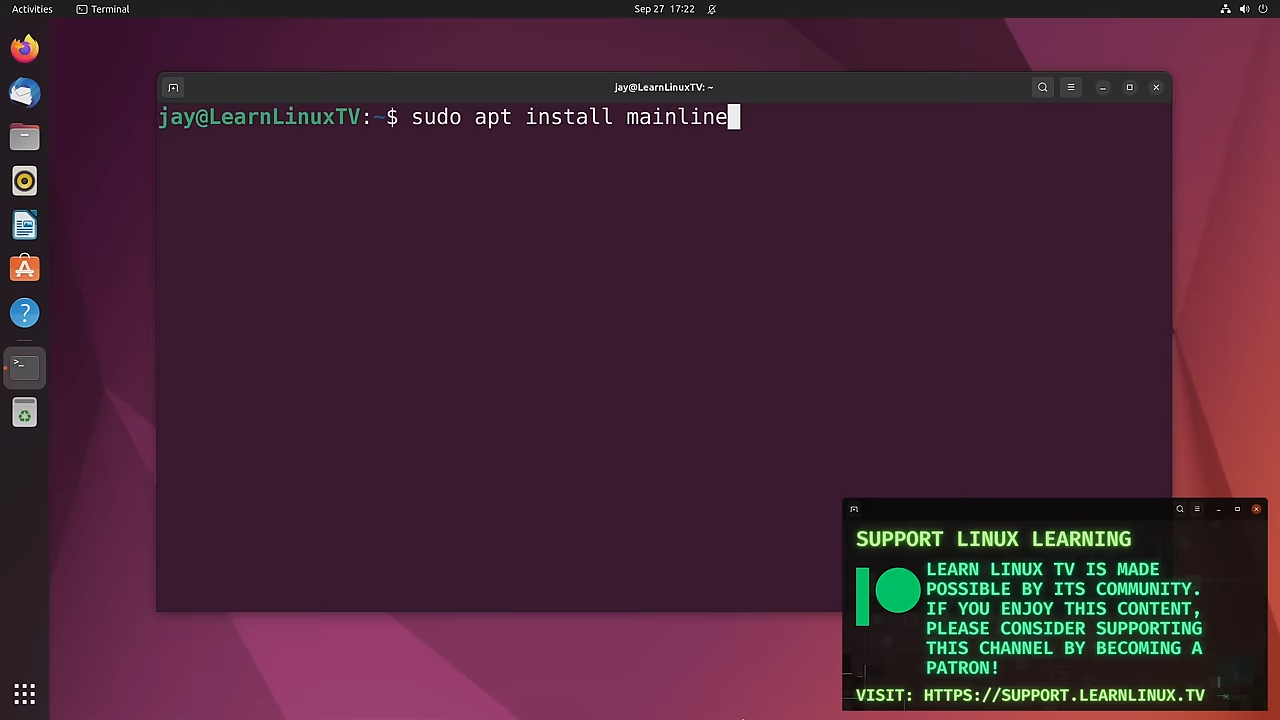 Activities
Terminal
Sep 27 17:22
jay@LearnLinuxTV: ~
jay@LearnLinuxTV:~$ sudo apt install mainline
SUPPORT LINUX LEARNING
LEARN LINUX TV IS MADE
POSSIBLE BY ITS COMMUNITY.
IF YOU ENJOY THIS CONTENT,
PLEASE CONSIDER SUPPORTING
THIS CHANNEL BY BECOMING A
PATRON!
VISIT: HTTPS://SUPPORT.LEARNLINUX.TV